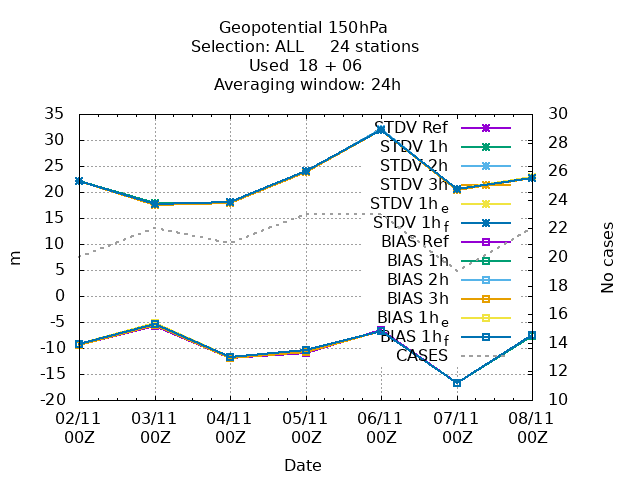 Geopotential 150hPa
Selection: ALL 24 stations
Used 18 + 06
Averaging window: 24h
35
30
25
20
15
10
5
0
-5
-10
-15
-20
m
30
28
26
24
22
20
18
16
14
12
10
No cases
STDV Ref
STDV 1h
STDV 2h
STDV 3h
STDV 1h e
STDV 1h f
BIAS Ref
BIAS 1h
BIAS 2h
BIAS 3h
BIAS 1h e
BIAS 1h f
CASES
02/11 03/11 04/11 05/11 06/11 07/11 08/11
00Z 00Z 00Z 00Z 00Z 00Z 00Z
Date